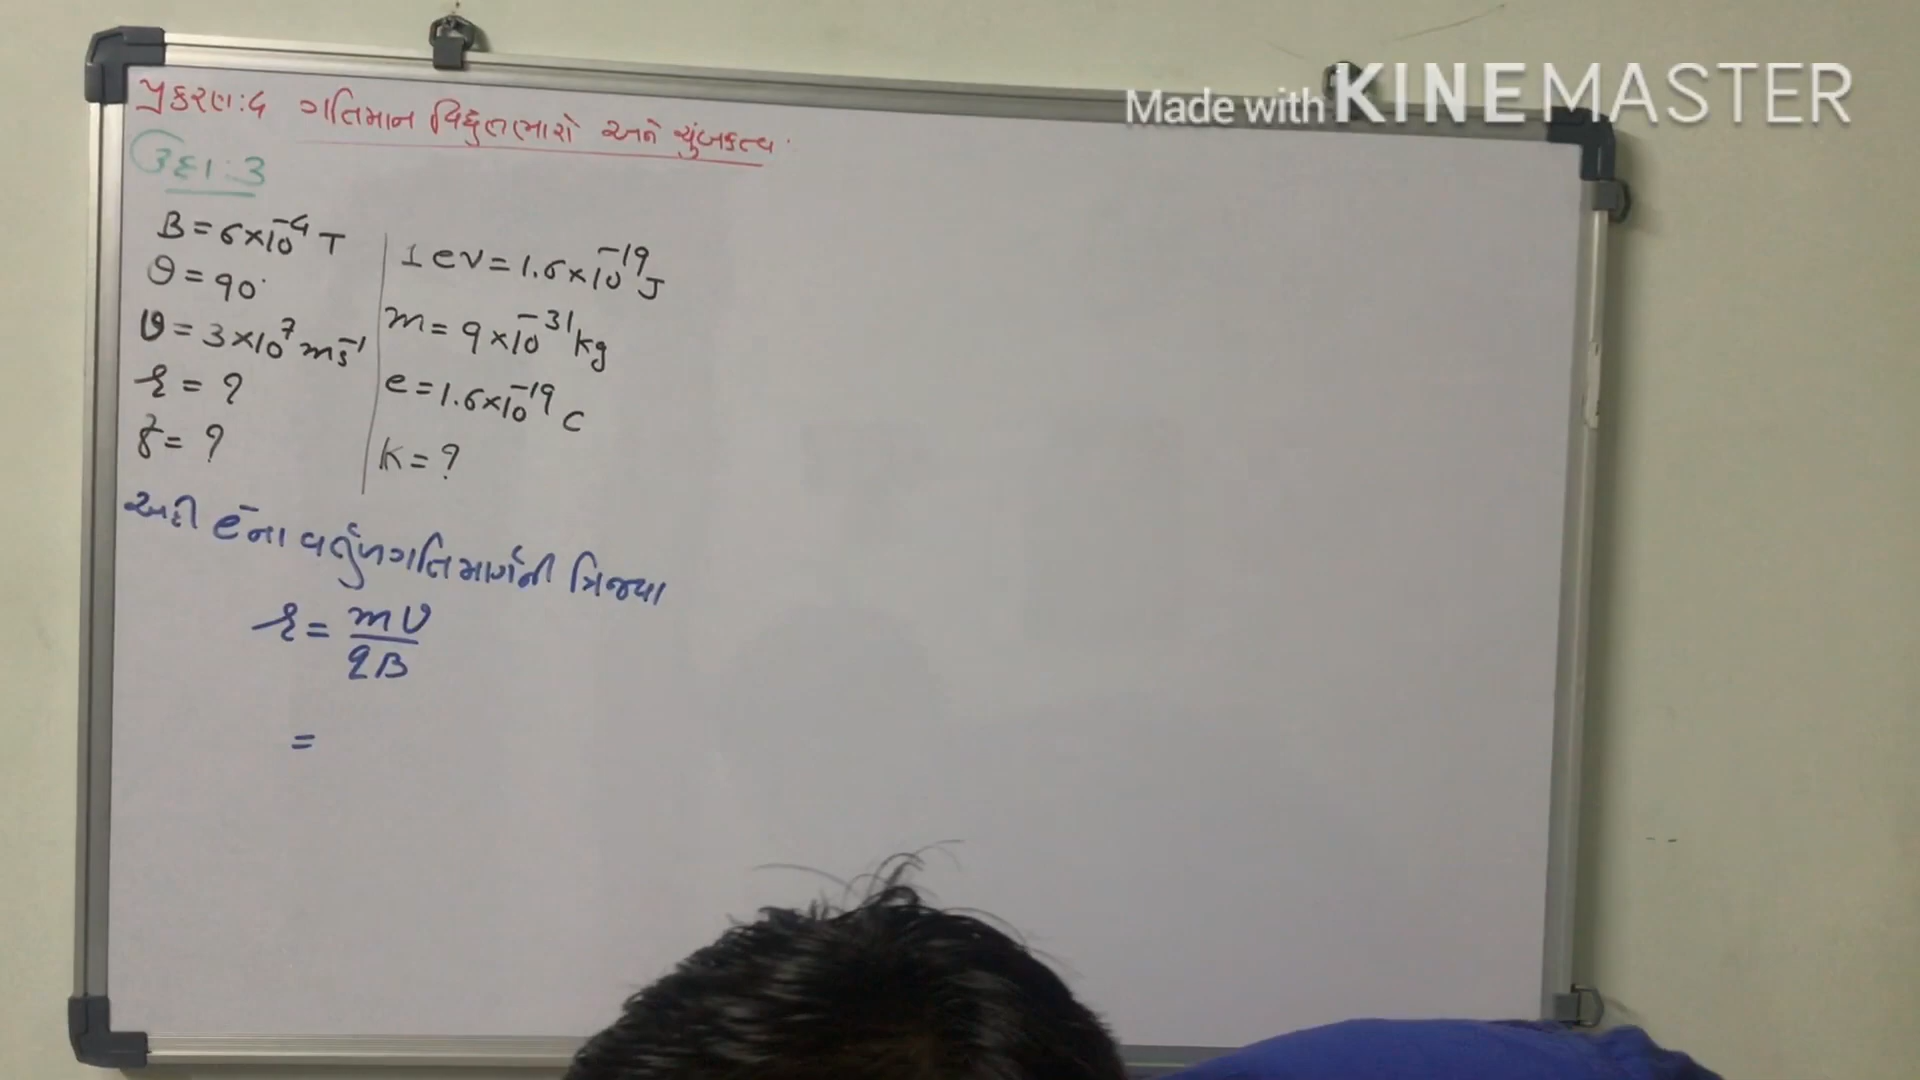 Made with KINEMASTER
પ્રકરણ:૪ ગતિમાન વિદ્યુતભારો અને ચુંબકત્વ.
ઉદા:3
B = 6×10⁻⁴ T
θ = 90°
v = 3×10⁷ ms⁻¹
r = ?
f = ?
1 eV = 1.6×10⁻¹⁹ J
m = 9×10⁻³¹ kg
e = 1.6×10⁻¹⁹ C
K = ?
અહી e⁻ના વર્તુળગતિમાર્ગની ત્રિજ્યા
r = mv/qB
=